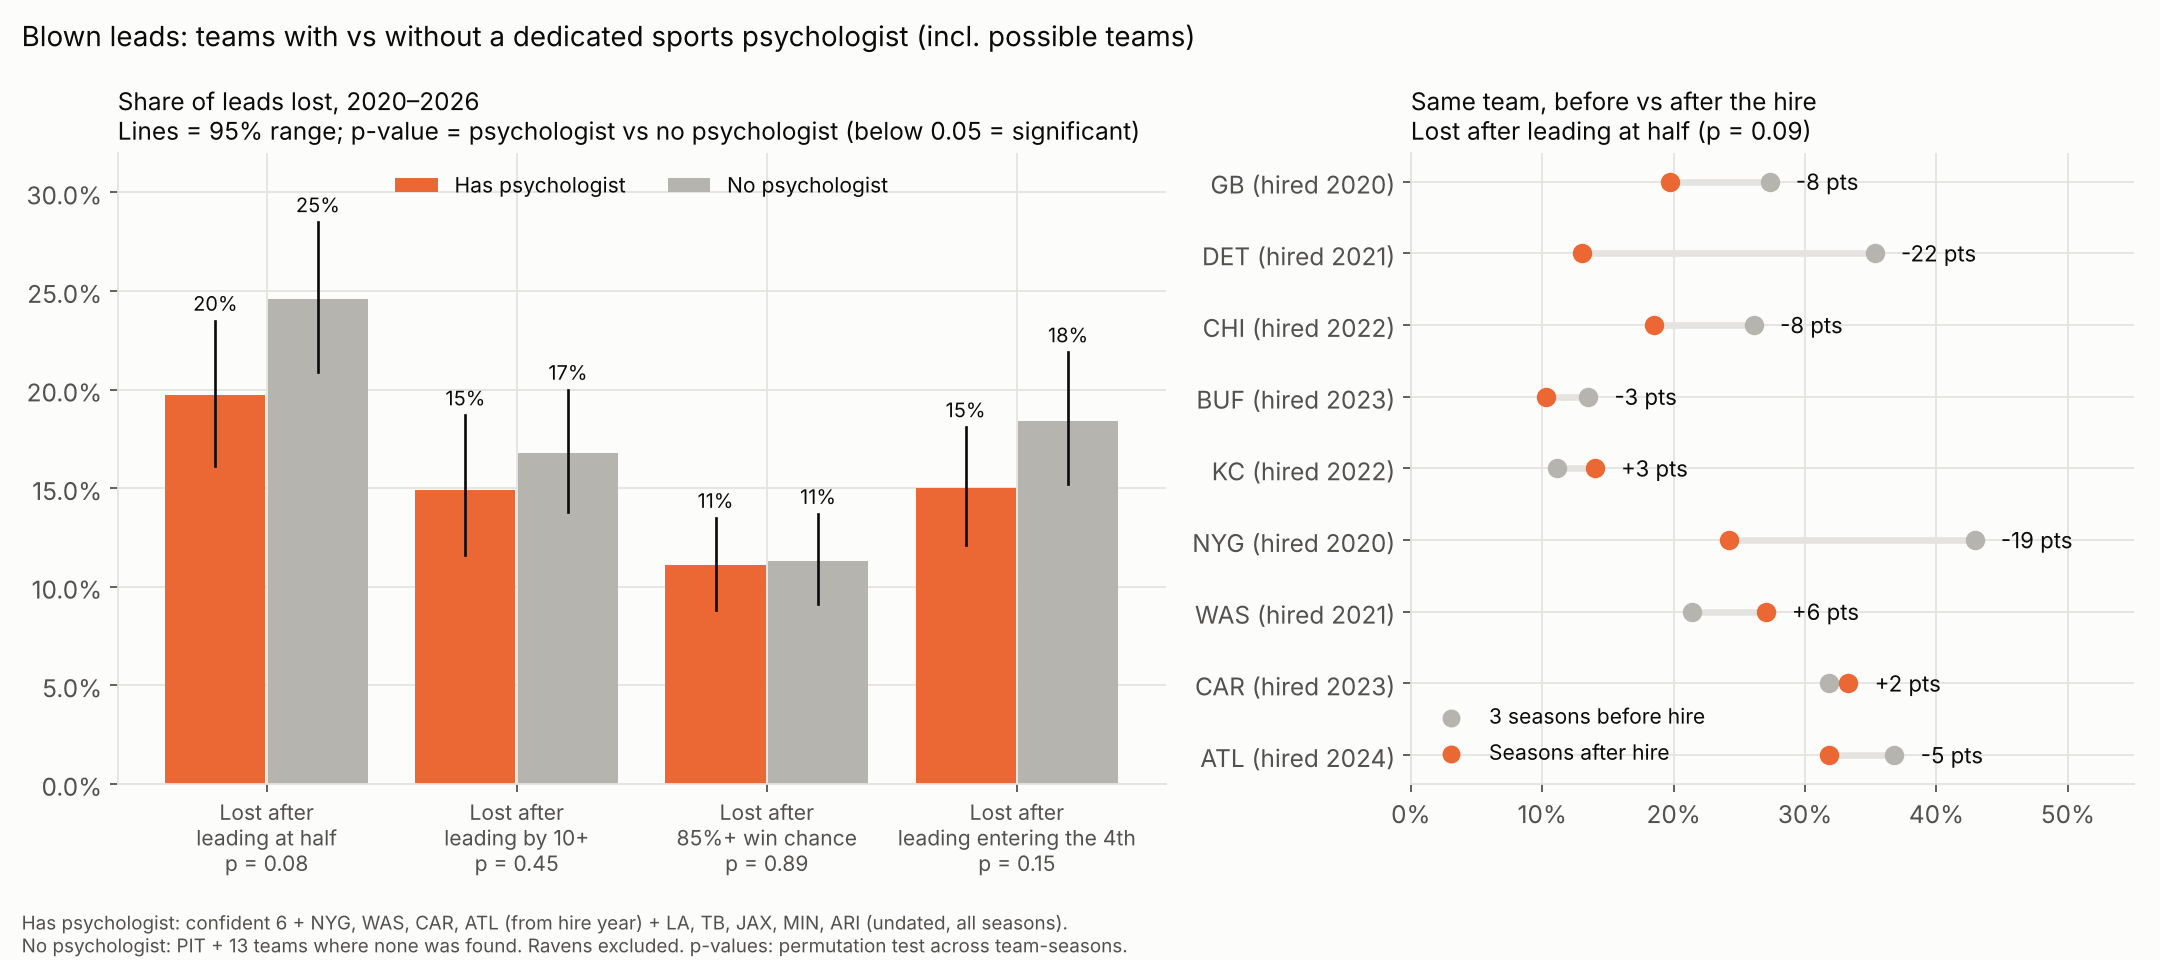 Blown leads: teams with vs without a dedicated sports psychologist (incl. possible teams)
Share of leads lost, 2020–2026
Lines = 95% range; p-value = psychologist vs no psychologist (below 0.05 = significant)
Has psychologist
No psychologist
30.0%
25.0%
20.0%
15.0%
10.0%
5.0%
0.0%
20%
25%
15%
17%
11%
11%
15%
18%
Lost after
leading at half
p = 0.08
Lost after
leading by 10+
p = 0.45
Lost after
85%+ win chance
p = 0.89
Lost after
leading entering the 4th
p = 0.15
Same team, before vs after the hire
Lost after leading at half (p = 0.09)
GB (hired 2020)
-8 pts
DET (hired 2021)
-22 pts
CHI (hired 2022)
-8 pts
BUF (hired 2023)
-3 pts
KC (hired 2022)
+3 pts
NYG (hired 2020)
-19 pts
WAS (hired 2021)
+6 pts
CAR (hired 2023)
+2 pts
3 seasons before hire
Seasons after hire
ATL (hired 2024)
-5 pts
0%
10%
20%
30%
40%
50%
Has psychologist: confident 6 + NYG, WAS, CAR, ATL (from hire year) + LA, TB, JAX, MIN, ARI (undated, all seasons).
No psychologist: PIT + 13 teams where none was found. Ravens excluded. p-values: permutation test across team-seasons.